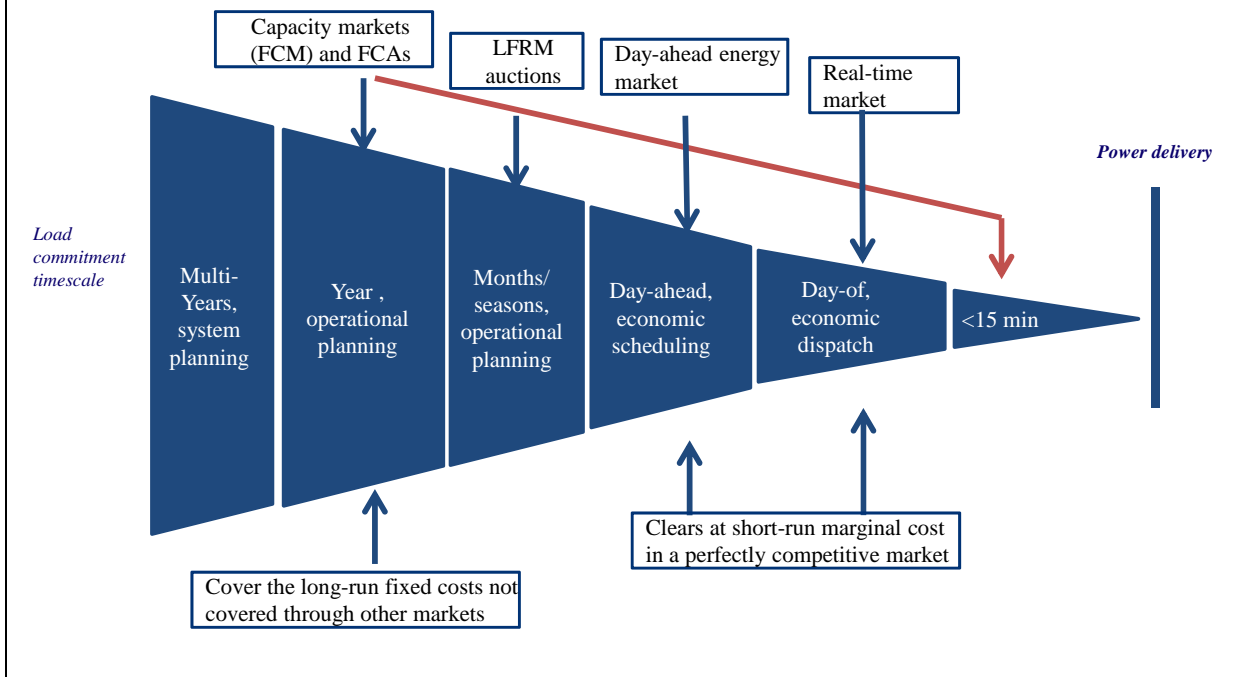 Capacity markets
(FCM) and FCAs
LFRM
auctions
Day-ahead energy
market
Real-time
market
Power delivery
Load
commitment
timescale
Multi-
Years,
system
planning
Year ,
operational
planning
Months/
seasons,
operational
planning
Day-ahead,
economic
scheduling
Day-of,
economic
dispatch
<15 min
Clears at short-run marginal cost
in a perfectly competitive market
Cover the long-run fixed costs not
covered through other markets